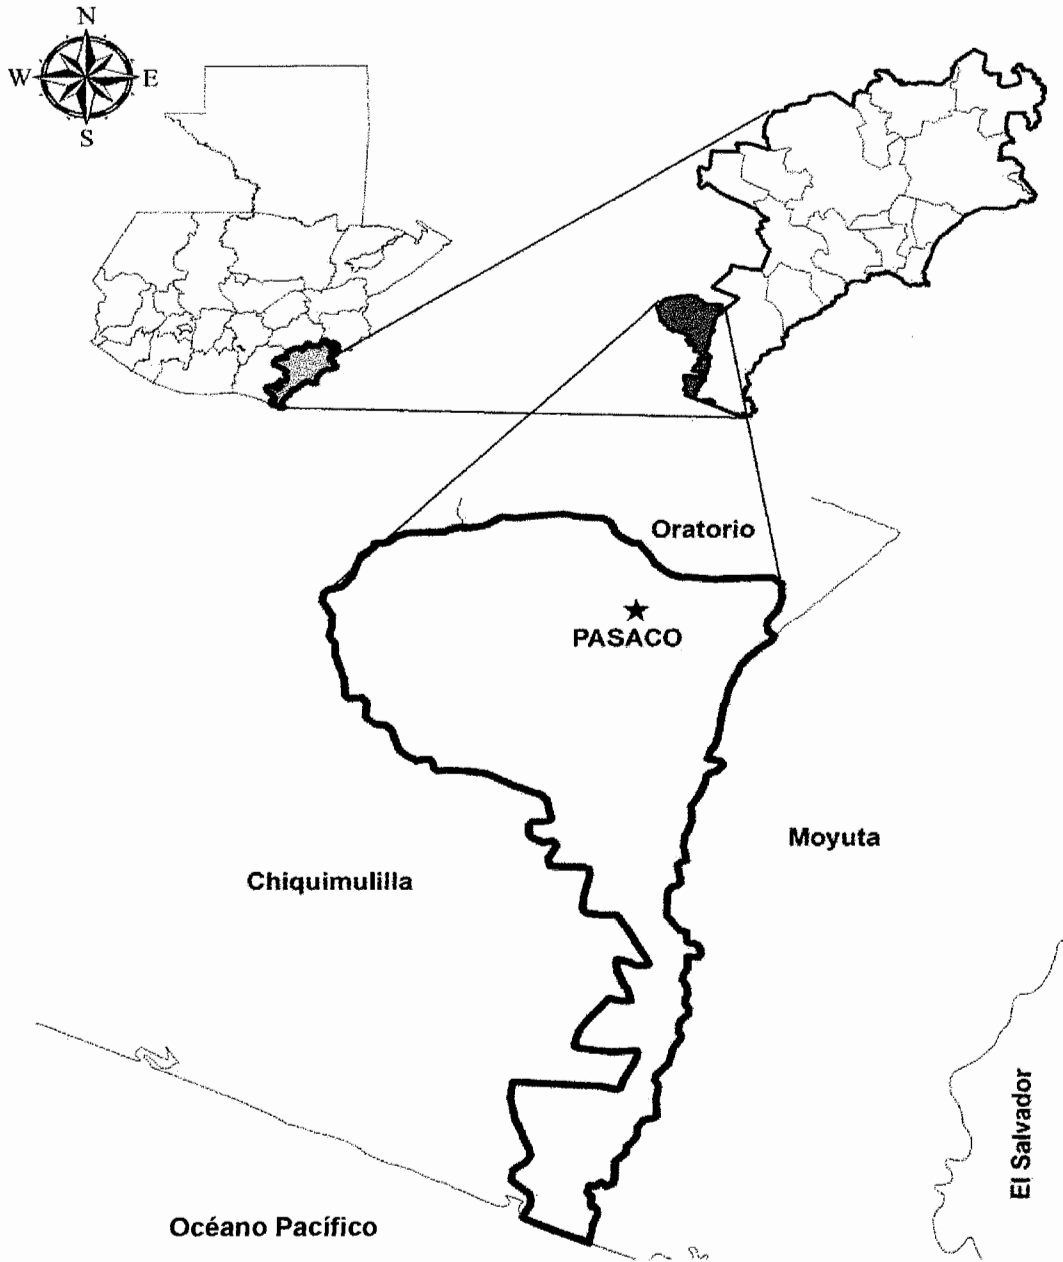 N
W E
S
Oratorio
PASACO
Moyuta
Chiquimulilla
El Salvador
Océano Pacífico